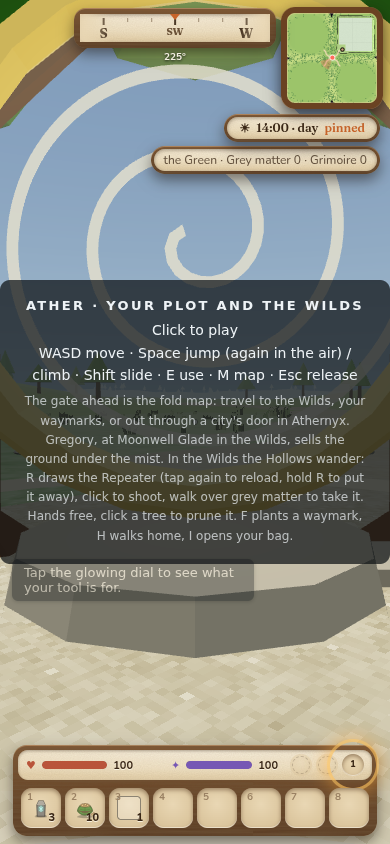 S SW W
225°
14:00 · day pinned
the Green · Grey matter 0 · Grimoire 0
ATHER · YOUR PLOT AND THE WILDS
Click to play
WASD move · Space jump (again in the air) /
climb · Shift slide · E use · M map · Esc release
The gate ahead is the fold map: travel to the Wilds, your
waymarks, or out through a city's door in Athernyx.
Gregory, at Moonwell Glade in the Wilds, sells the
ground under the mist. In the Wilds the Hollows wander:
R draws the Repeater (tap again to reload, hold R to put
it away), click to shoot, walk over grey matter to take it.
Hands free, click a tree to prune it. F plants a waymark,
H walks home, I opens your bag.
Tap the glowing dial to see what
your tool is for.
100 100 1
1 2 3 4 5 6 7 8
3 10 1